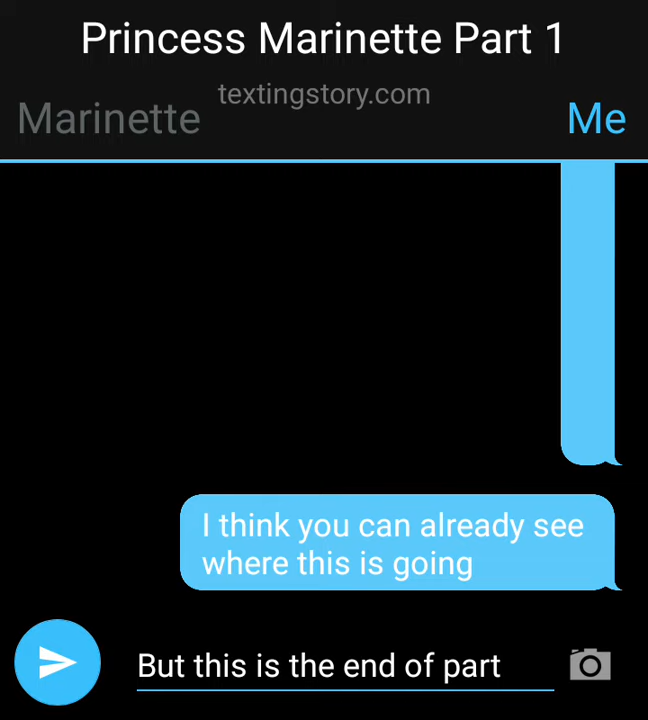 Princess Marinette Part 1
textingstory.com
Marinette
Me
I think you can already see
where this is going
But this is the end of part